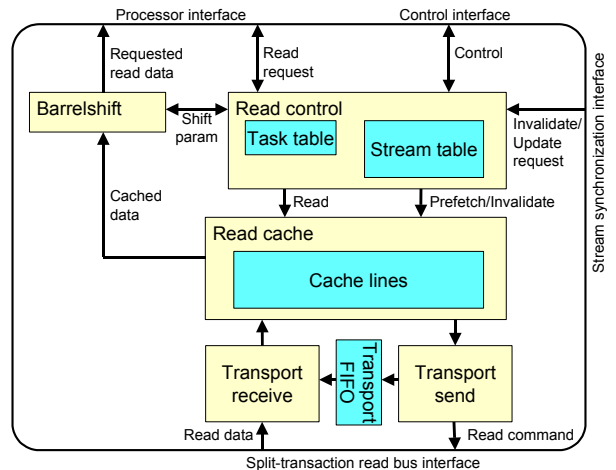 Processor interface
Control interface
Requested
read data
Read
request
Control
Barrelshift
Shift
param
Read control
Task table
Stream table
Invalidate/
Update
request
Stream synchronization interface
Cached
data
Read
Prefetch/Invalidate
Read cache
Cache lines
Transport
receive
Transport
FIFO
Transport
send
Read data
Read command
Split-transaction read bus interface